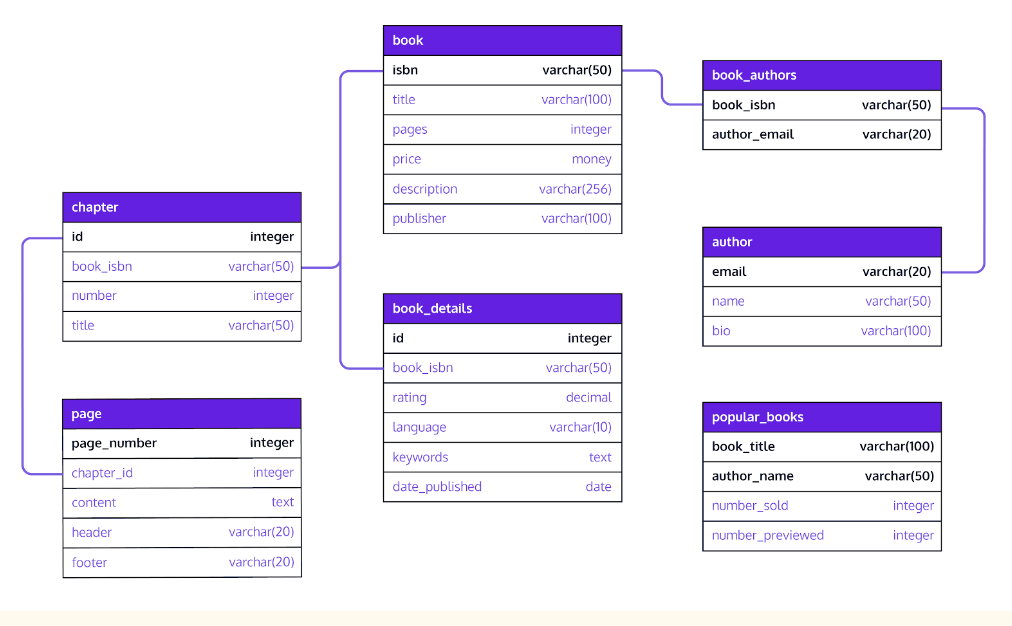 book
isbn varchar(50)
title varchar(100)
pages integer
price money
description varchar(256)
publisher varchar(100)
book_authors
book_isbn varchar(50)
author_email varchar(20)
chapter
id integer
book_isbn varchar(50)
number integer
title varchar(50)
author
email varchar(20)
name varchar(50)
bio varchar(100)
book_details
id integer
book_isbn varchar(50)
rating decimal
language varchar(10)
keywords text
date_published date
page
page_number integer
chapter_id integer
content text
header varchar(20)
footer varchar(20)
popular_books
book_title varchar(100)
author_name varchar(50)
number_sold integer
number_previewed integer